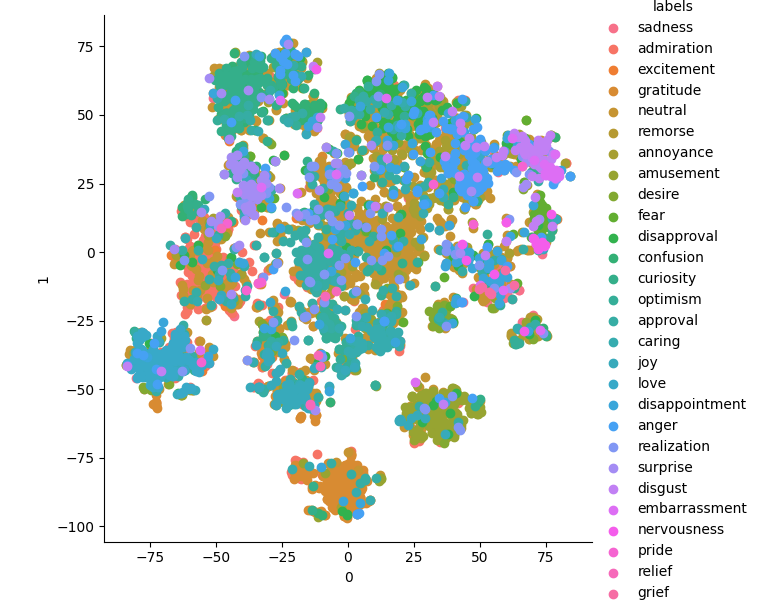 labels
sadness
admiration
excitement
gratitude
neutral
remorse
annoyance
amusement
desire
fear
disapproval
confusion
curiosity
optimism
approval
caring
joy
love
disappointment
anger
realization
surprise
disgust
embarrassment
nervousness
pride
relief
grief
75
50
25
0
−25
−50
−75
−100
1
−75
−50
−25
0
25
50
75
0